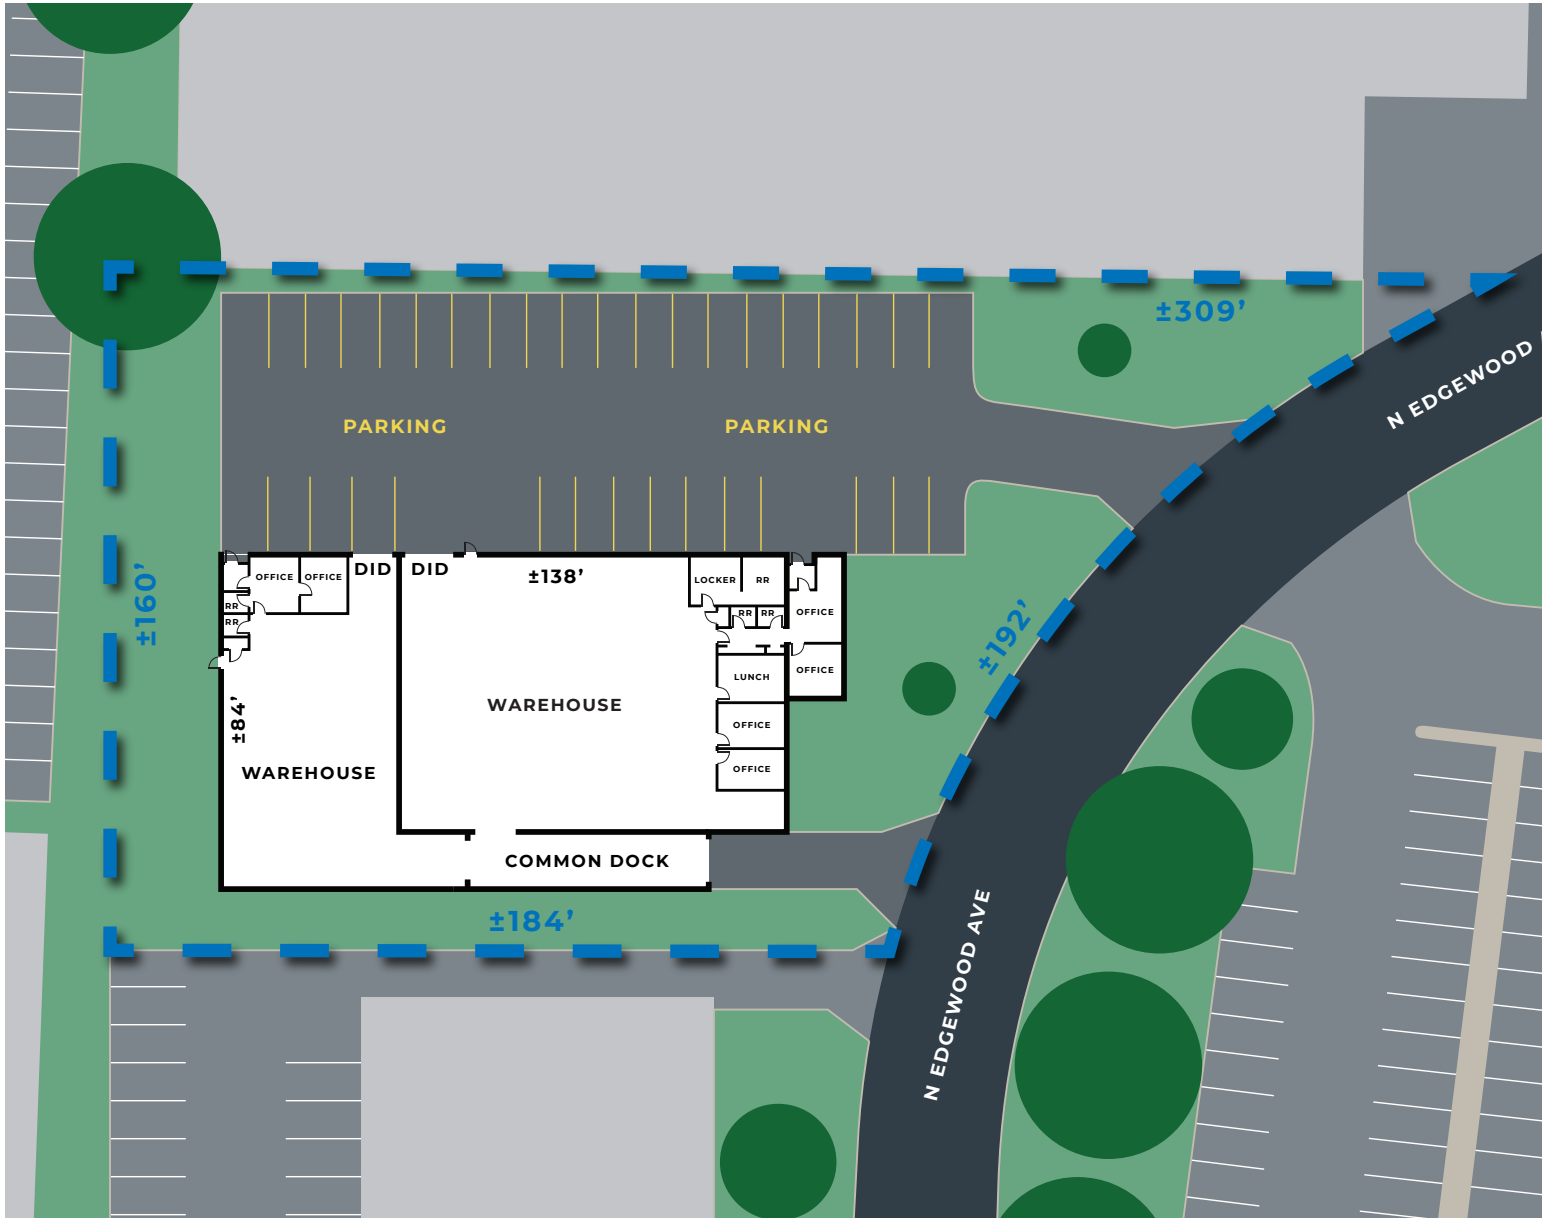 ±309’
N EDGEWOOD
PARKING
PARKING
DID
DID
±138’
OFFICE
OFFICE
LOCKER
RR
RR
RR
RR
RR
OFFICE
±160’
±192’
LUNCH
OFFICE
OFFICE
OFFICE
WAREHOUSE
±84’
WAREHOUSE
COMMON DOCK
±184’
N EDGEWOOD AVE